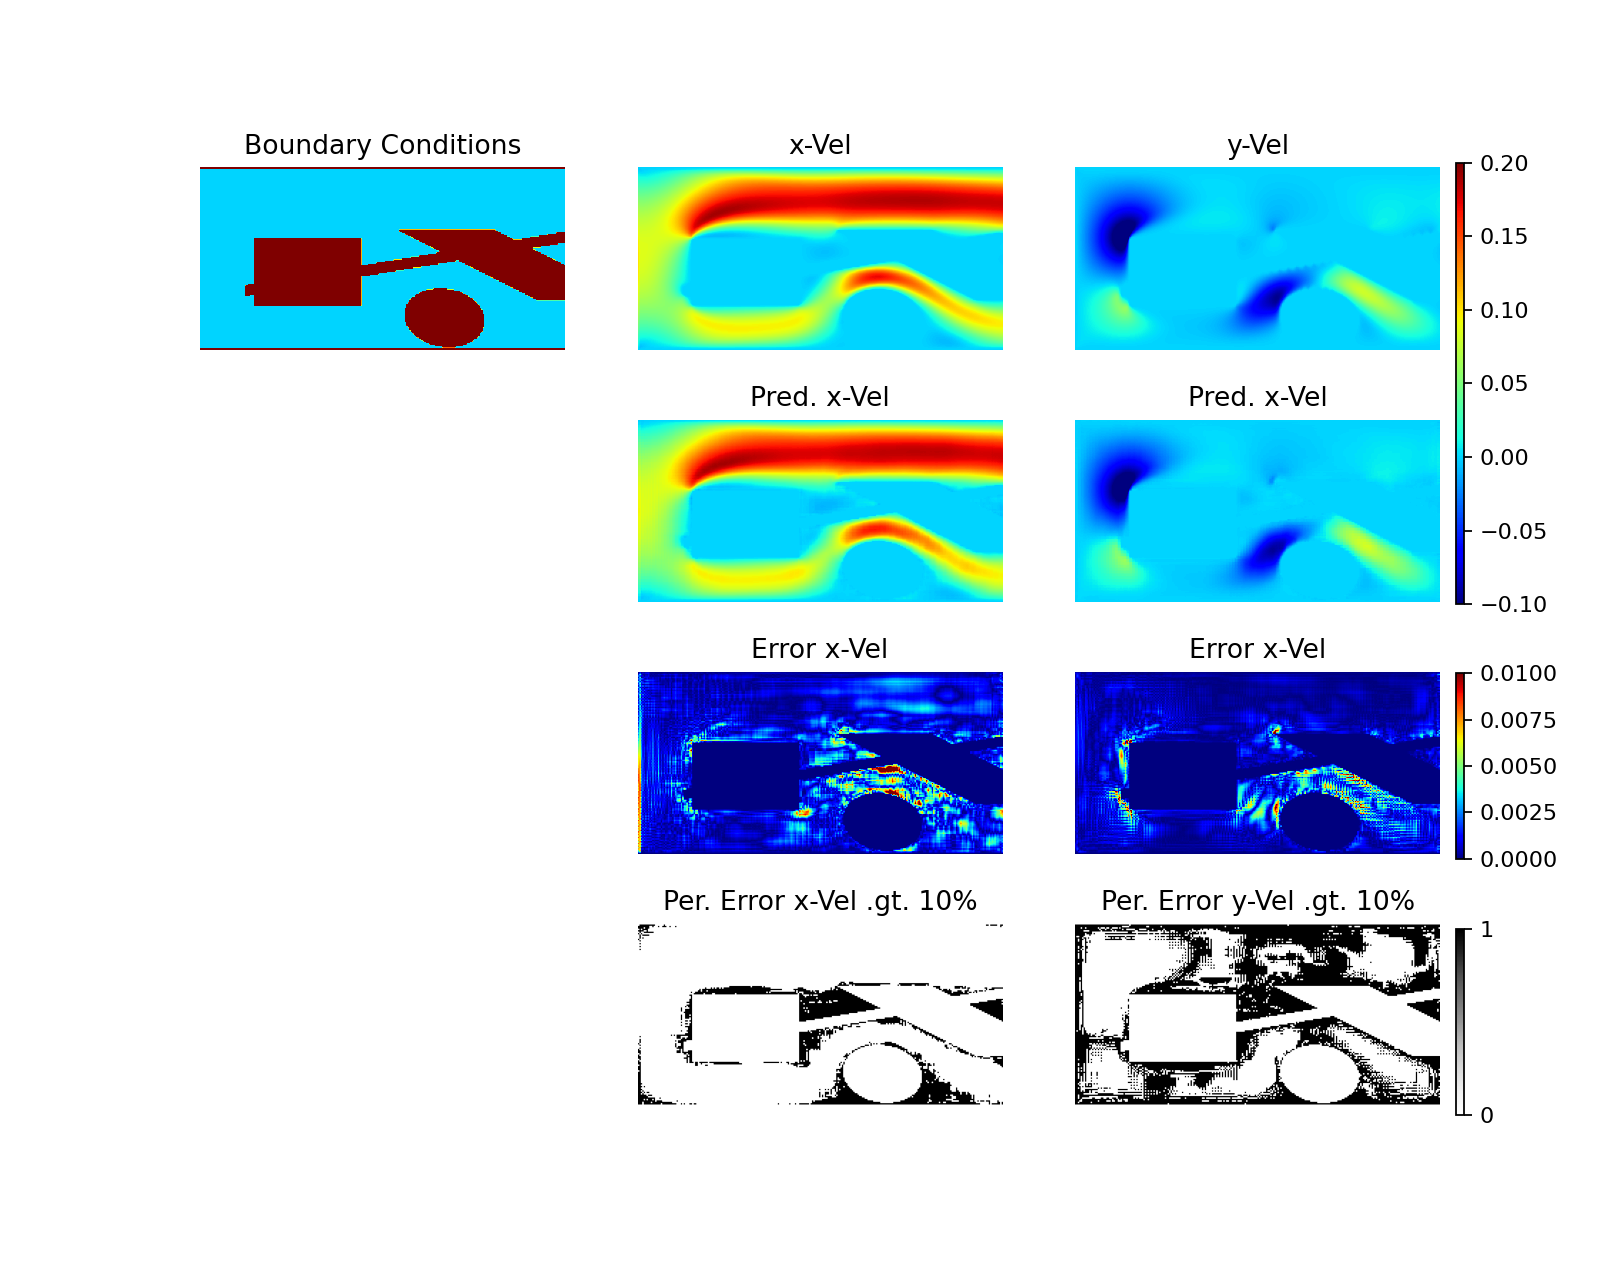 Boundary Conditions
x-Vel
y-Vel
0.20
0.15
0.10
0.05
0.00
−0.05
−0.10
Pred. x-Vel
Pred. x-Vel
Error x-Vel
Error x-Vel
0.0100
0.0075
0.0050
0.0025
0.0000
Per. Error x-Vel .gt. 10%
Per. Error y-Vel .gt. 10%
1
0